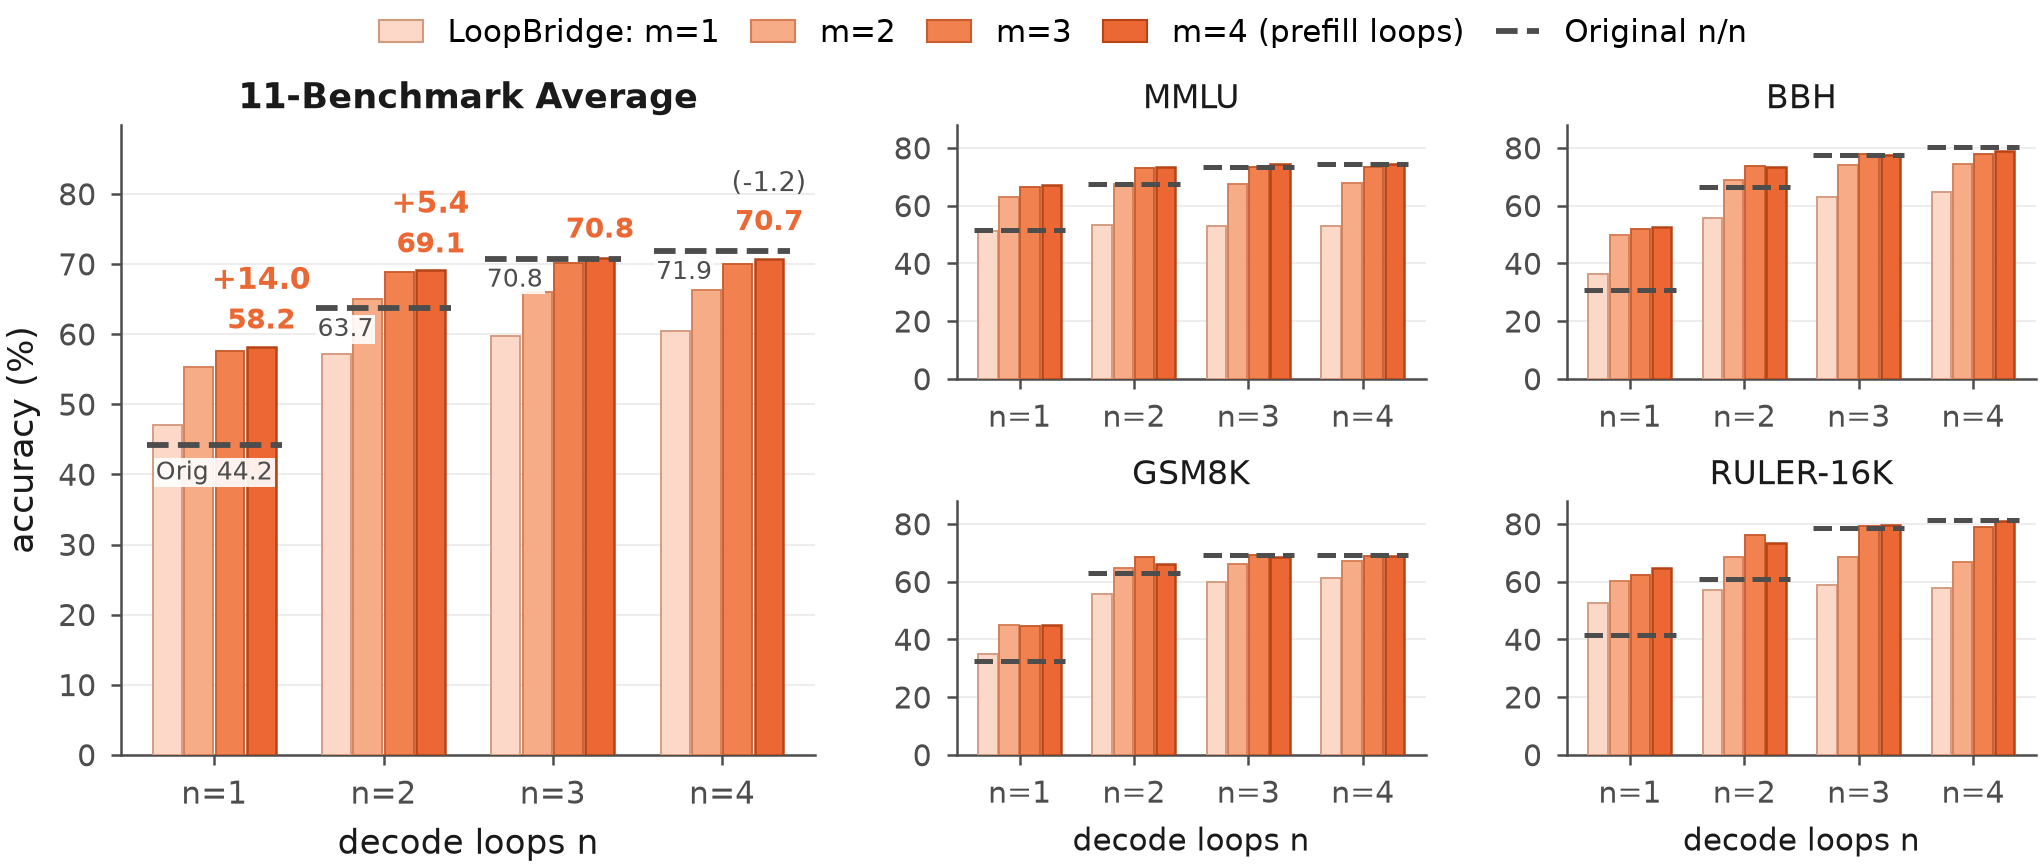 LoopBridge: m=1 m=2 m=3 m=4 (prefill loops) Original n/n
11-Benchmark Average
accuracy (%)
80
70
60
50
40
30
20
10
0
+14.0
58.2
Orig 44.2
+5.4
69.1
63.7
70.8
70.8
(-1.2)
70.7
71.9
n=1 n=2 n=3 n=4
decode loops n
MMLU
80
60
40
20
0
n=1 n=2 n=3 n=4
BBH
80
60
40
20
0
n=1 n=2 n=3 n=4
GSM8K
80
60
40
20
0
n=1 n=2 n=3 n=4
decode loops n
RULER-16K
80
60
40
20
0
n=1 n=2 n=3 n=4
decode loops n